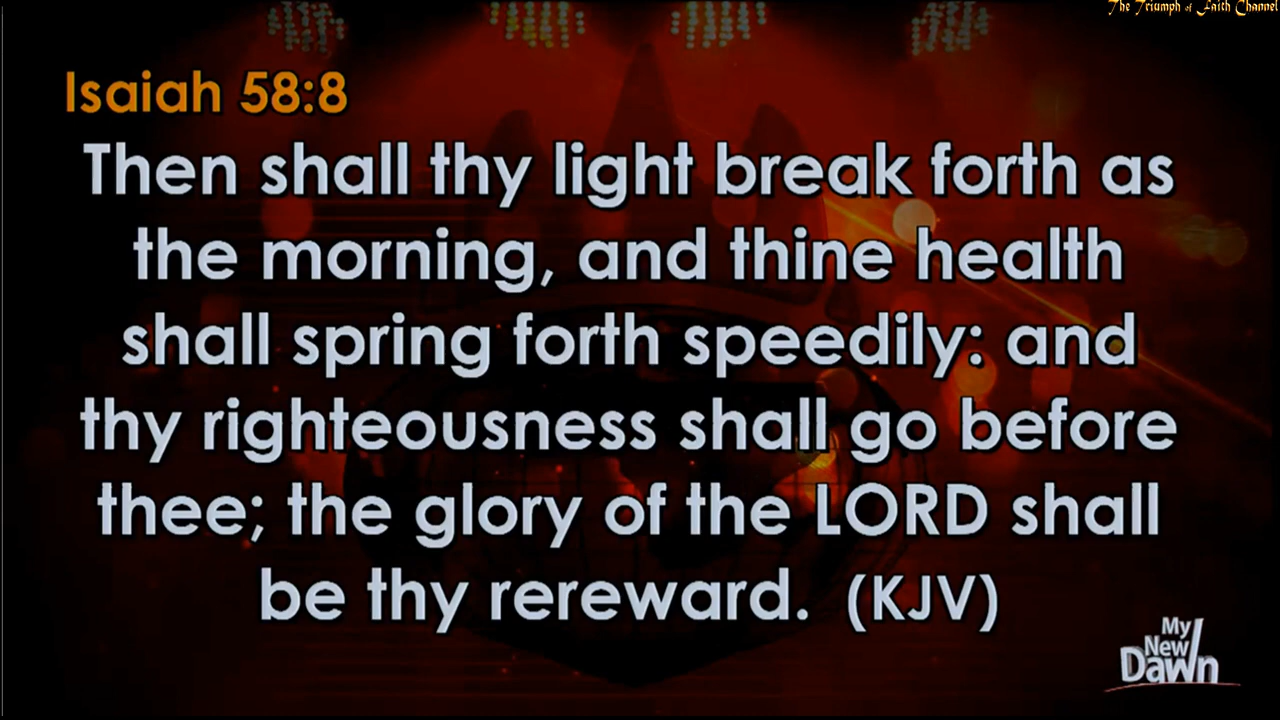 The Triumph of Faith Channel
Isaiah 58:8
Then shall thy light break forth as
the morning, and thine health
shall spring forth speedily: and
thy righteousness shall go before
thee; the glory of the LORD shall
be thy rereward. (KJV)
My
New
Dawn